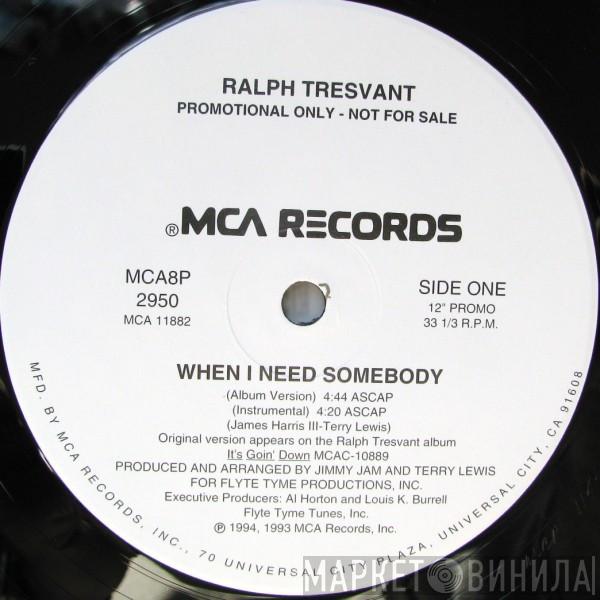 RALPH TRESVANT
PROMOTIONAL ONLY - NOT FOR SALE
®MCA RECORDS
MCA8P
2950
MCA 11882
SIDE ONE
12" PROMO
33 1/3 R.P.M.
WHEN I NEED SOMEBODY
(Album Version) 4:44 ASCAP
(Instrumental) 4:20 ASCAP
(James Harris III-Terry Lewis)
Original version appears on the Ralph Tresvant album
It's Goin' Down MCAC-10889
PRODUCED AND ARRANGED BY JIMMY JAM AND TERRY LEWIS
FOR FLYTE TYME PRODUCTIONS, INC.
Executive Producers: Al Horton and Louis K. Burrell
Flyte Tyme Tunes, Inc.
℗ 1994, 1993 MCA Records, Inc.
MFD. BY MCA RECORDS, INC., 70 UNIVERSAL CITY PLAZA, UNIVERSAL CITY, CA 91608
МАРКЕТ ВИНИЛА